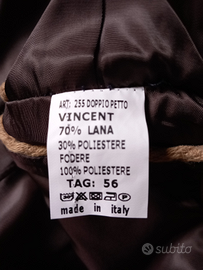 ART: 255 DOPPIO PETTO
VINCENT
70% LANA
30% POLIESTERE
FODERE
100% POLIESTERE
TAG: 56
made in italy
subito